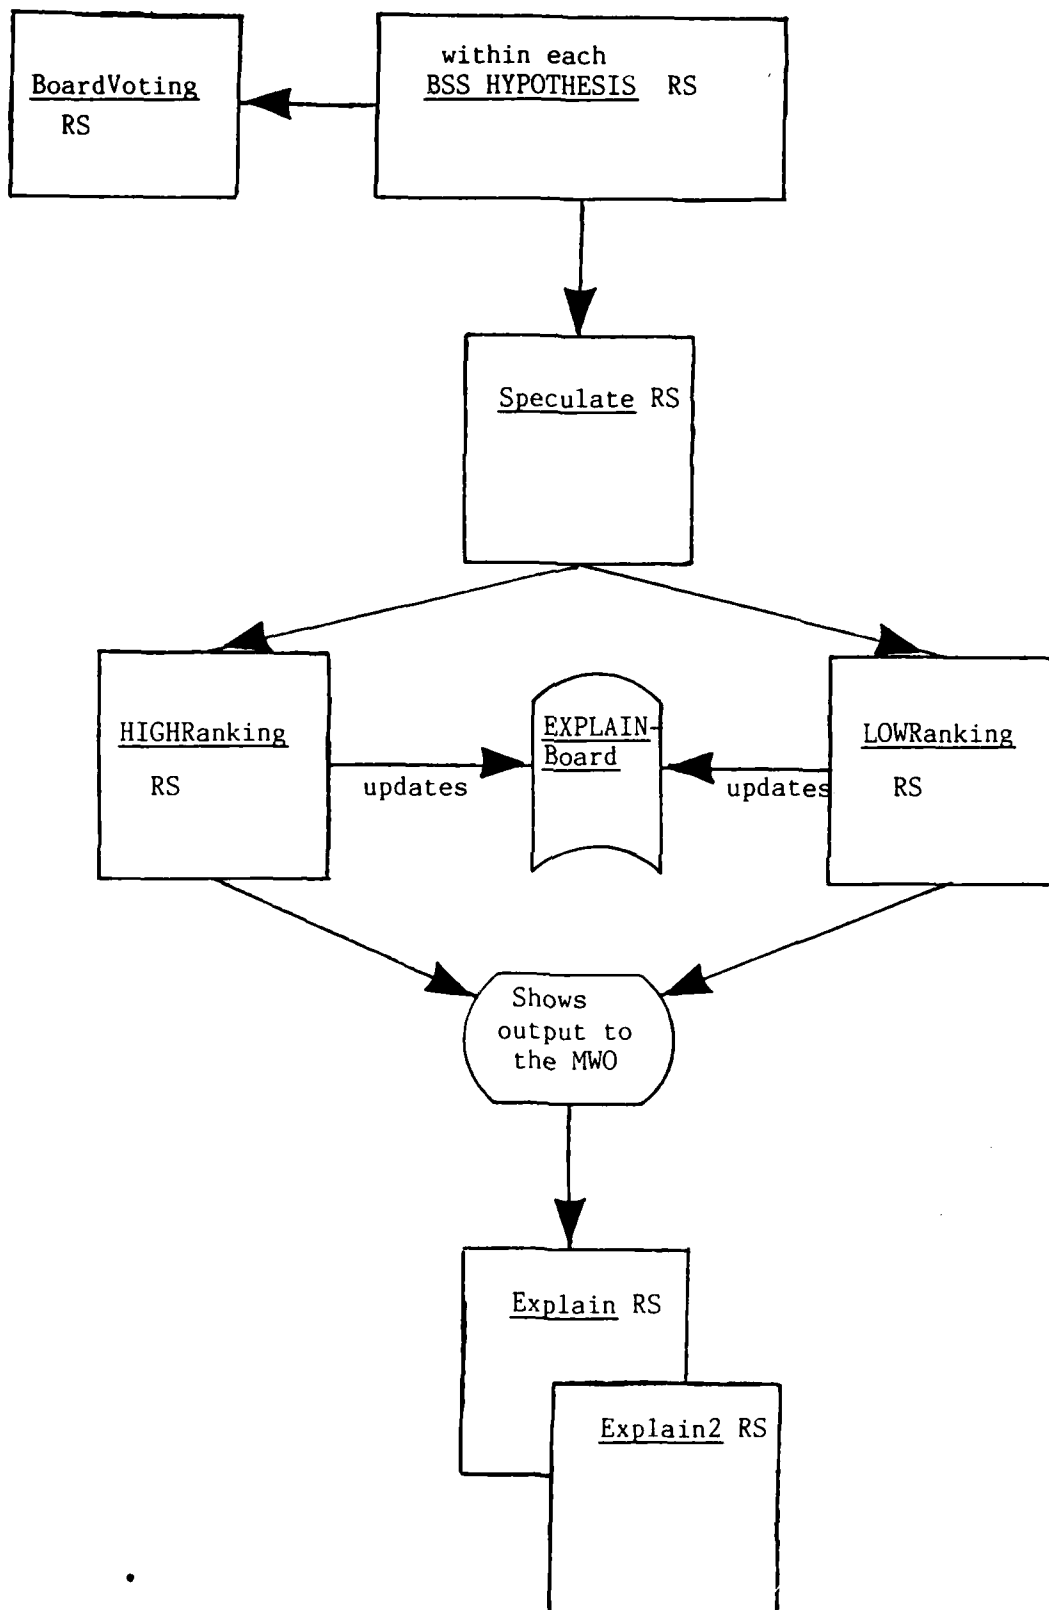 within each
BSS HYPOTHESIS RS
BoardVoting
RS
Speculate RS
HIGHRanking
RS
updates
EXPLAIN-
Board
updates
LOWRanking
RS
Shows
output to
the MWO
Explain RS
Explain2 RS